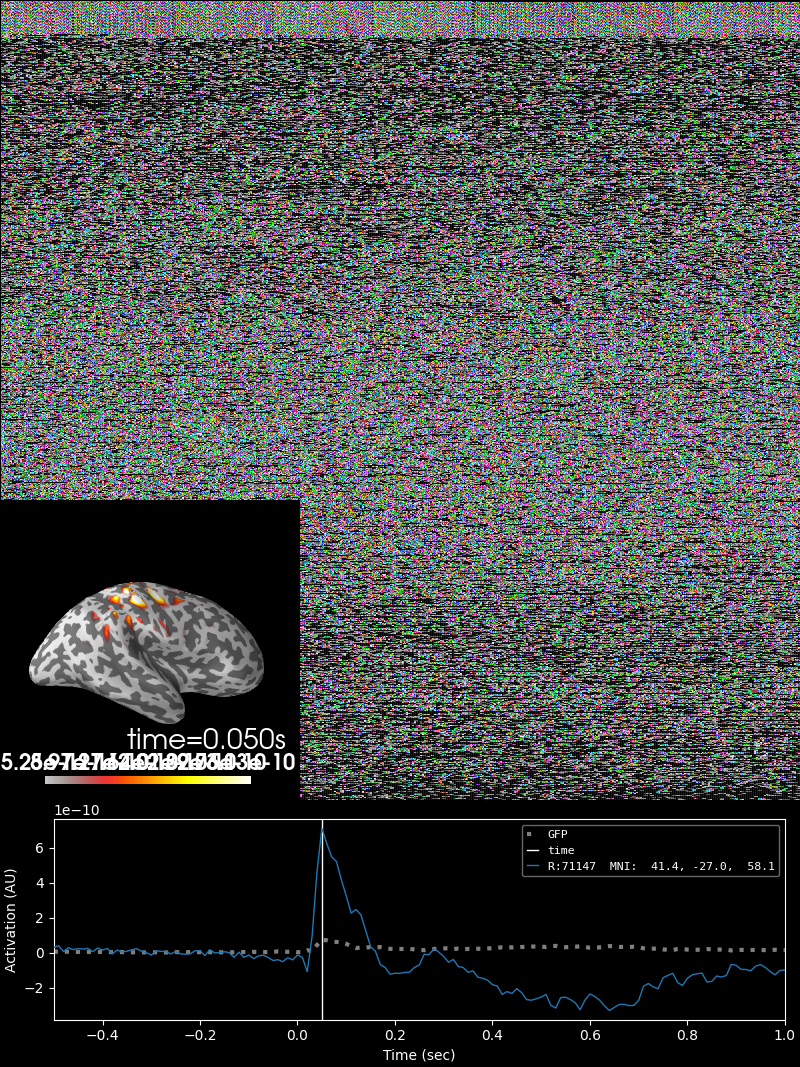 time=0.050s
1e−10
6
4
2
0
−2
Activation (AU)
GFP
time
R:71147 MNI: 41.4, -27.0, 58.1
−0.4 −0.2 0.0 0.2 0.4 0.6 0.8 1.0
Time (sec)